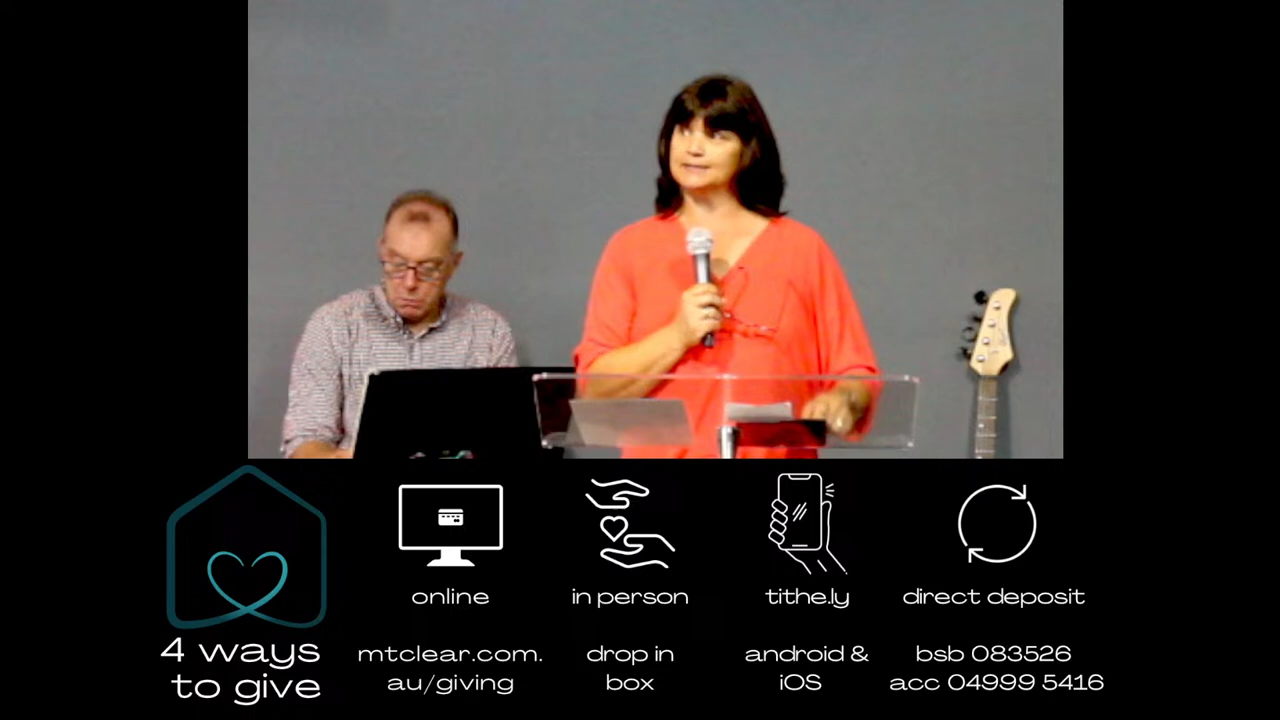 online
in person
tithe.ly
direct deposit
4 ways
to give
mtclear.com.
au/giving
drop in
box
android &
iOS
bsb 083526
acc 04999 5416